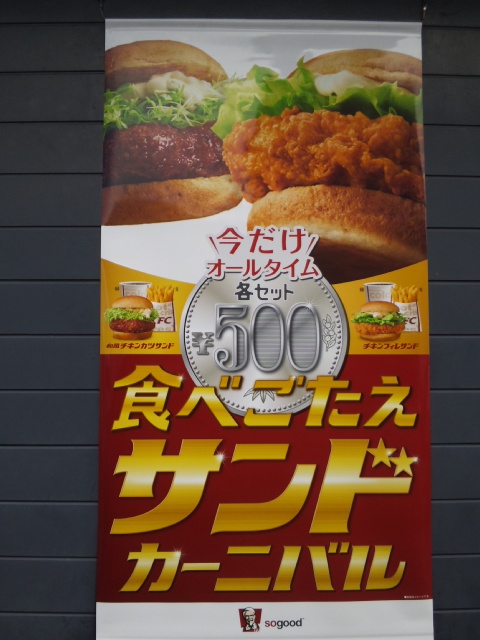 今だけ
オールタイム
各セット
¥500
FC
和風チキンカツサンド
FC
チキンフィレサンド
食べごたえ
サンド
カーニバル
sogood